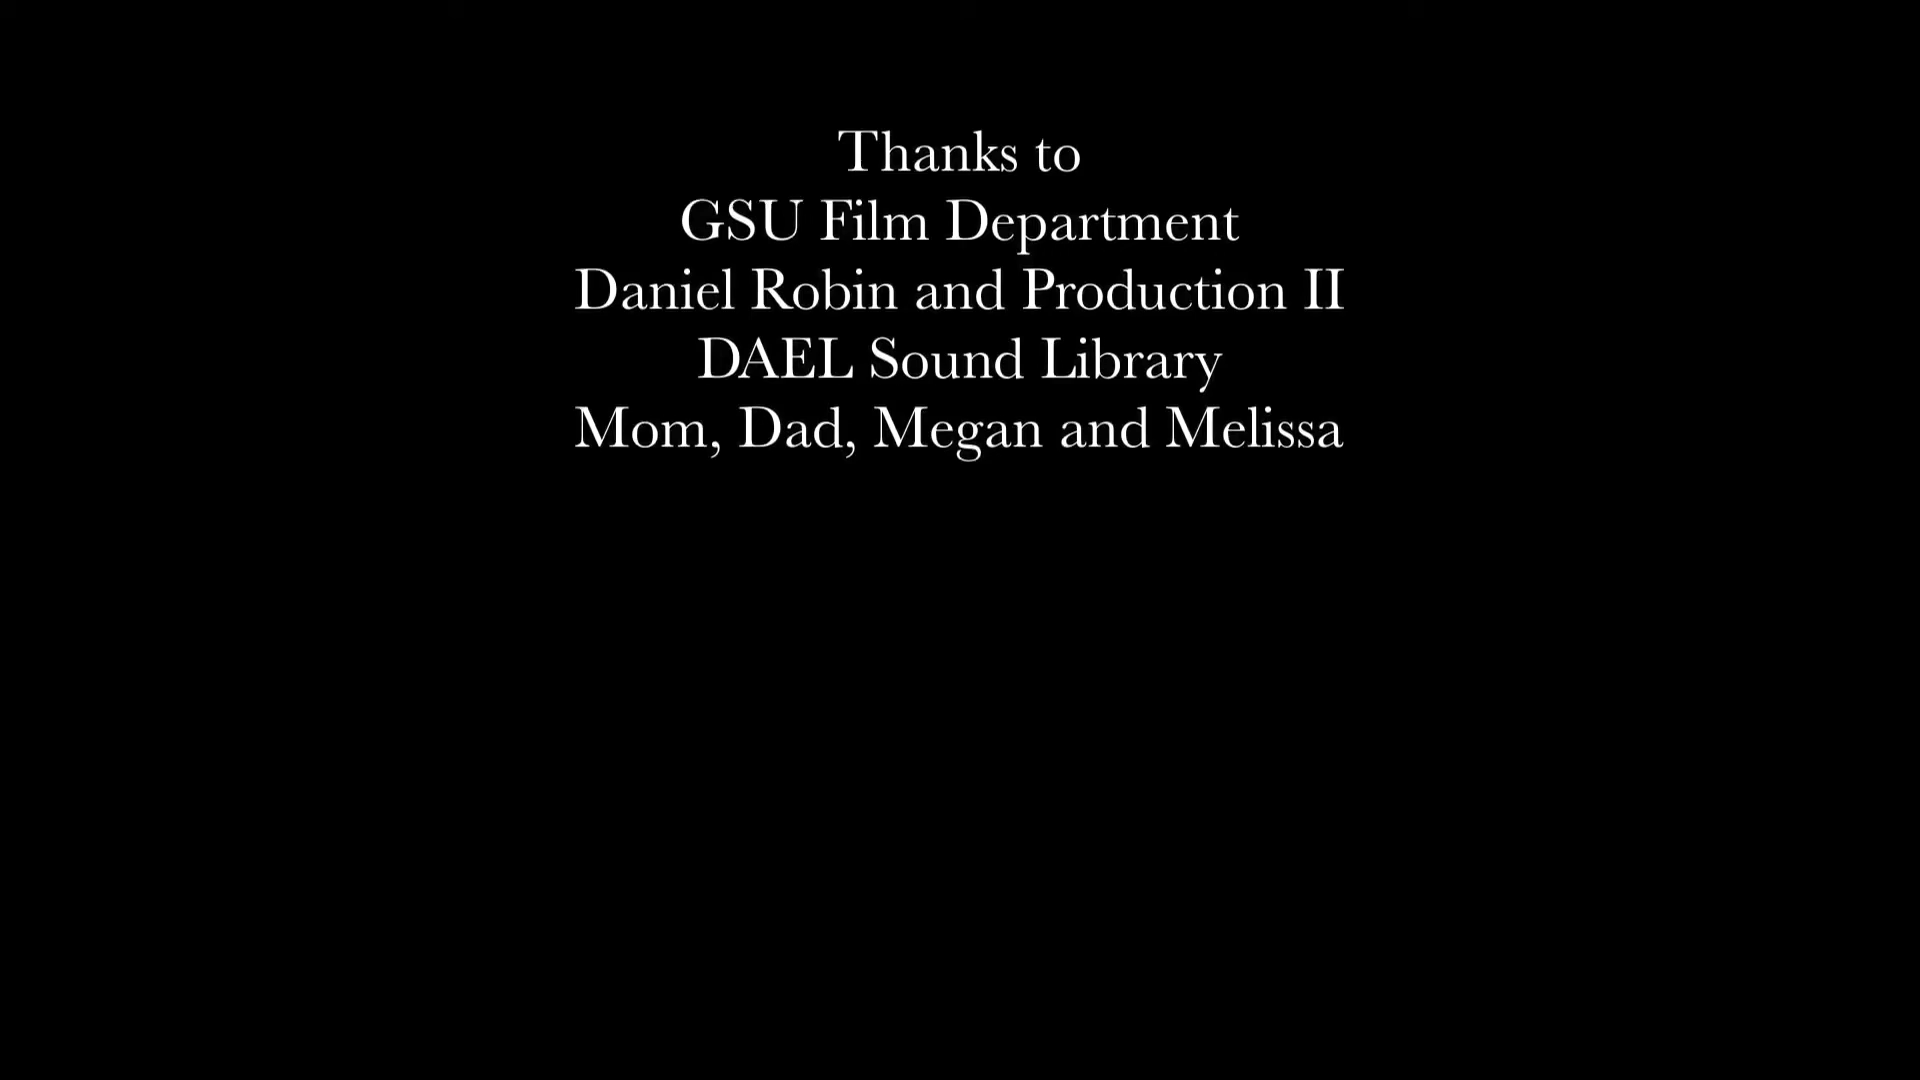 Thanks to
GSU Film Department
Daniel Robin and Production II
DAEL Sound Library
Mom, Dad, Megan and Melissa